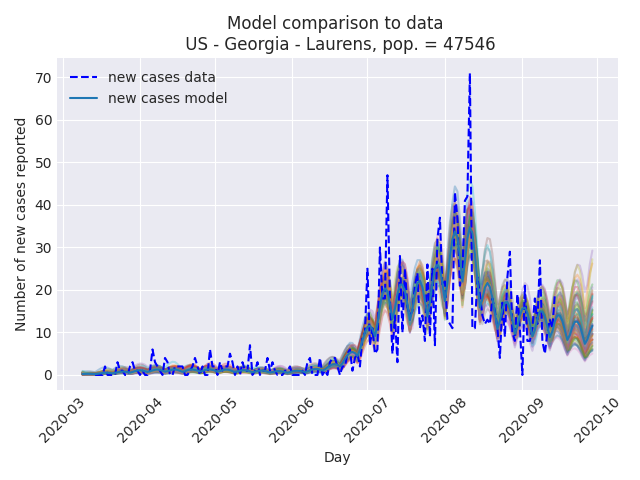 Model comparison to data
US - Georgia - Laurens, pop. = 47546
new cases data
new cases model
Number of new cases reported
70
60
50
40
30
20
10
0
2020-03
2020-04
2020-05
2020-06
2020-07
2020-08
2020-09
2020-10
Day